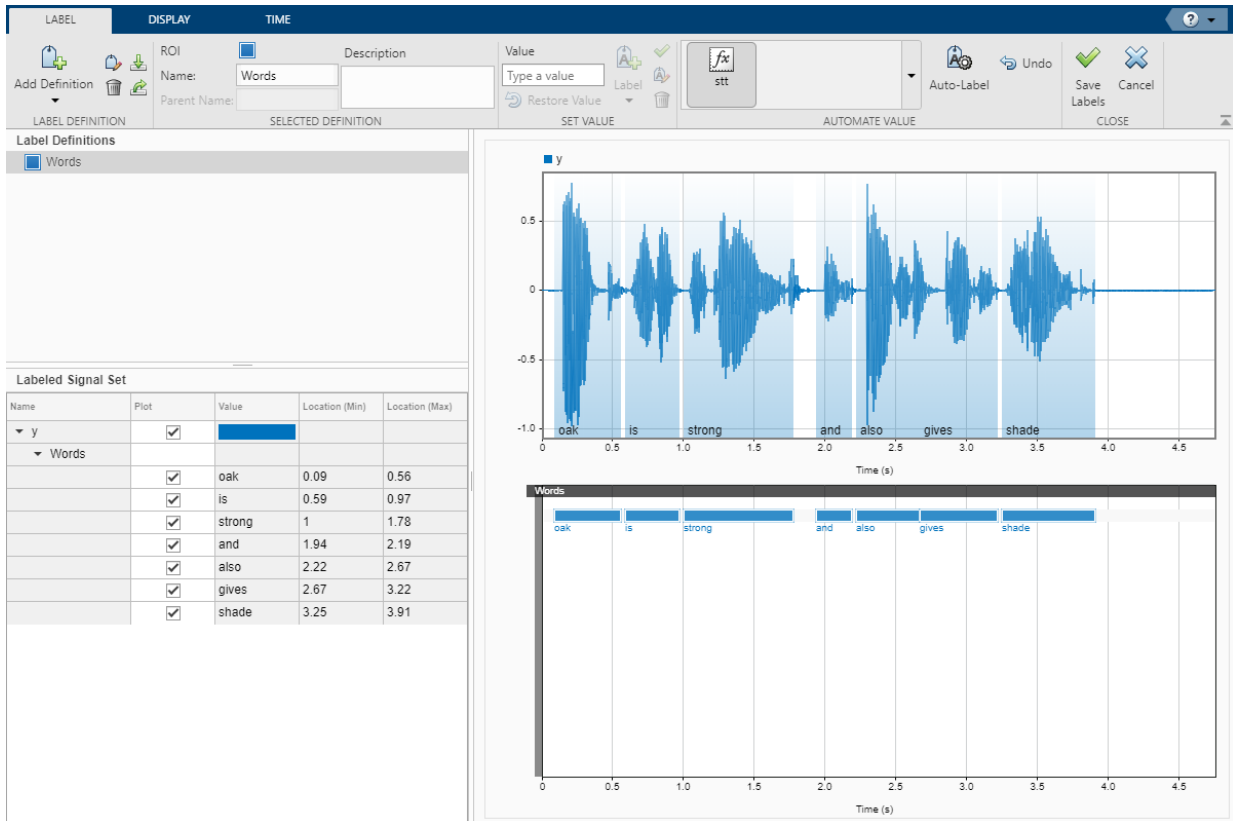 LABEL DISPLAY TIME ?
Add Definition
LABEL DEFINITION
ROI Description
Name: Words
Parent Name:
SELECTED DEFINITION
Value
Type a value
Restore Value
Label
SET VALUE
fx
stt
Auto-Label
Undo
AUTOMATE VALUE
Save Labels
Cancel
CLOSE
Label Definitions
Words
Labeled Signal Set
Name Plot Value Location (Min) Location (Max)
y
Words
oak 0.09 0.56
is 0.59 0.97
strong 1 1.78
and 1.94 2.19
also 2.22 2.67
gives 2.67 3.22
shade 3.25 3.91
y
0.5
0
-0.5
-1.0
oak is strong and also gives shade
0 0.5 1.0 1.5 2.0 2.5 3.0 3.5 4.0 4.5
Time (s)
Words
oak is strong and also gives shade
0 0.5 1.0 1.5 2.0 2.5 3.0 3.5 4.0 4.5
Time (s)